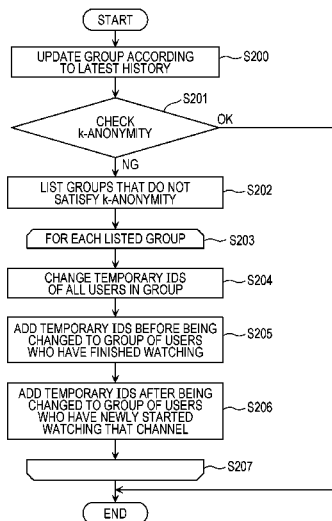 START
UPDATE GROUP ACCORDING
TO LATEST HISTORY
S200
S201
CHECK
k-ANONYMITY
OK
NG
LIST GROUPS THAT DO NOT
SATISFY k-ANONYMITY
S202
FOR EACH LISTED GROUP
S203
CHANGE TEMPORARY IDS
OF ALL USERS IN GROUP
S204
ADD TEMPORARY IDS BEFORE BEING
CHANGED TO GROUP OF USERS
WHO HAVE FINISHED WATCHING
S205
ADD TEMPORARY IDS AFTER BEING
CHANGED TO GROUP OF USERS
WHO HAVE NEWLY STARTED
WATCHING THAT CHANNEL
S206
S207
END